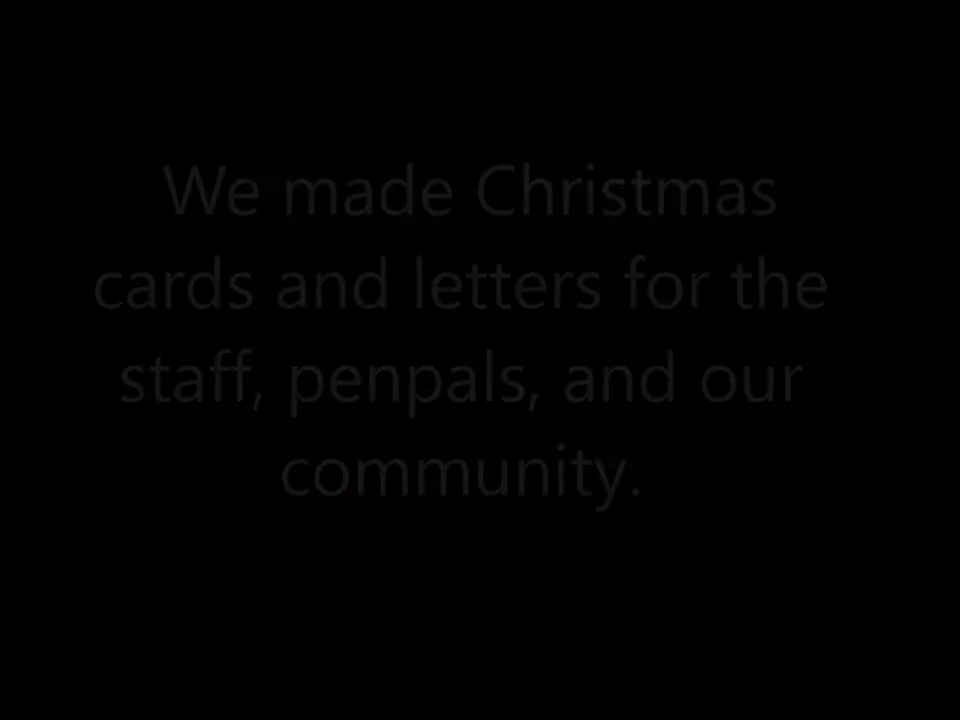 We made Christmas
cards and letters for the
staff, penpals, and our
community.